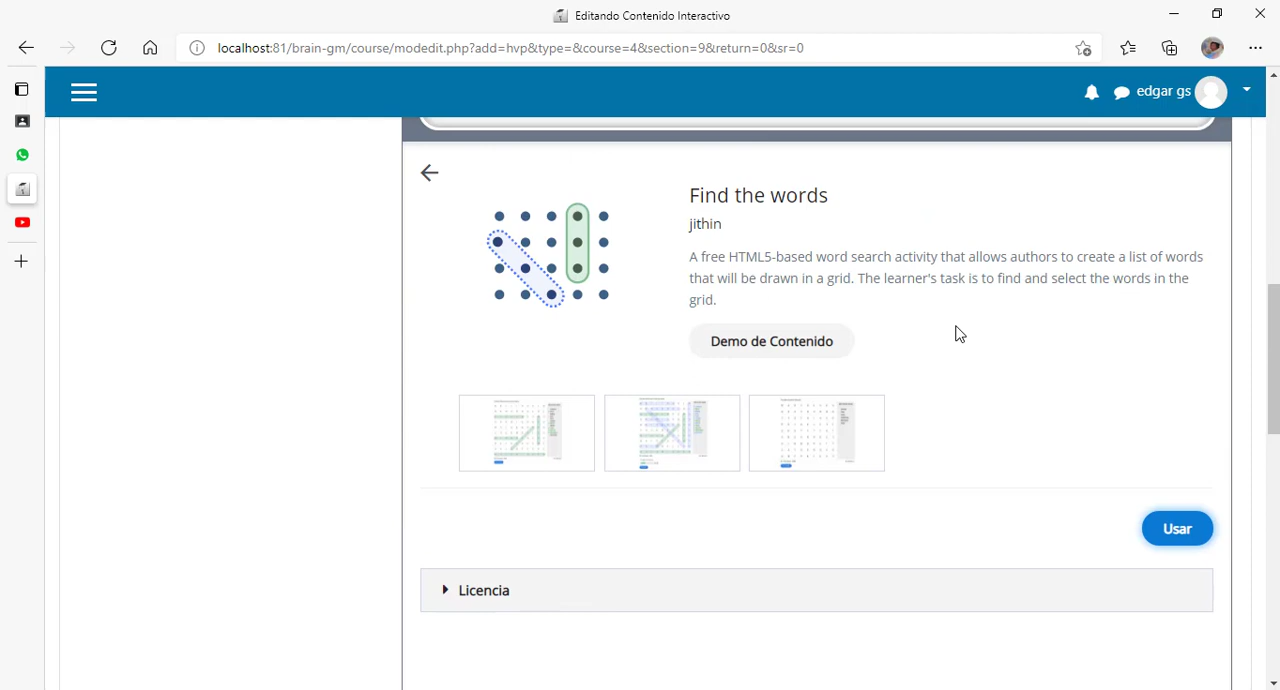 Editando Contenido Interactivo
localhost:81/brain-gm/course/modedit.php?add=hvp&type=&course=4&section=9&return=0&sr=0
edgar gs
Find the words
jithin
A free HTML5-based word search activity that allows authors to create a list of words
that will be drawn in a grid. The learner's task is to find and select the words in the
grid.
Demo de Contenido
Usar
Licencia